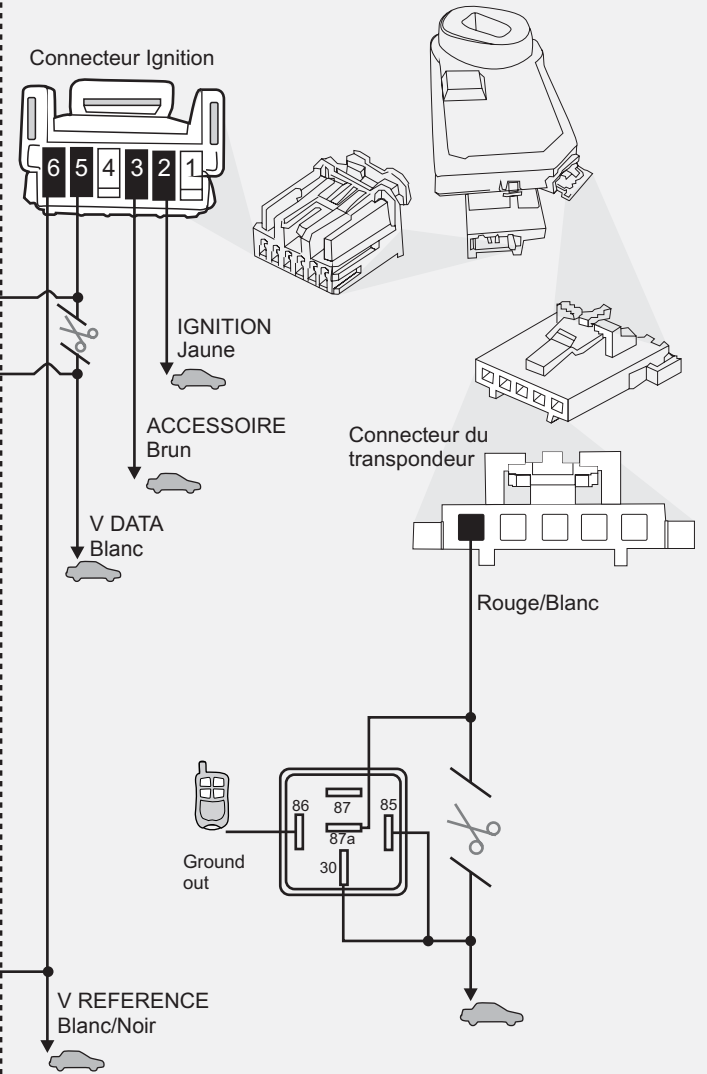 Connecteur Ignition
6 5 4 3 2 1
IGNITION
Jaune
ACCESSOIRE
Brun
Connecteur du
transpondeur
V DATA
Blanc
Rouge/Blanc
86 87 85
87a
30
Ground
out
V REFERENCE
Blanc/Noir